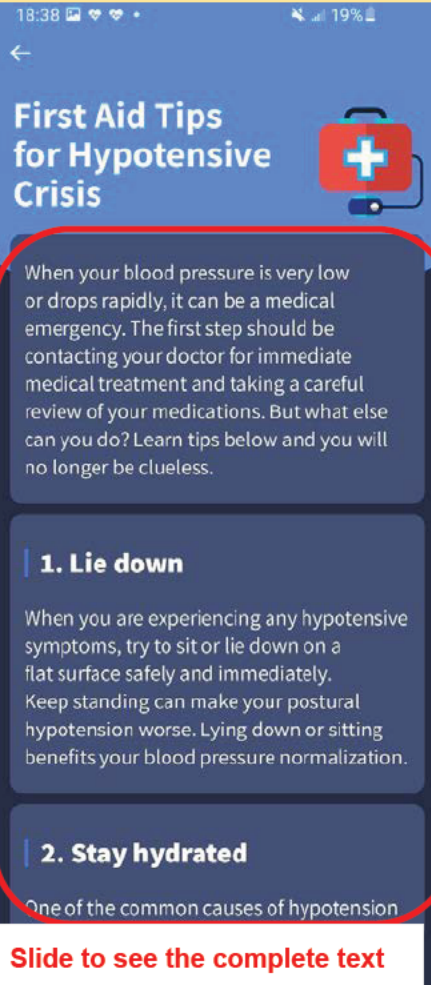 18:38
19%
First Aid Tips
for Hypotensive
Crisis
When your blood pressure is very low
or drops rapidly, it can be a medical
emergency. The first step should be
contacting your doctor for immediate
medical treatment and taking a careful
review of your medications. But what else
can you do? Learn tips below and you will
no longer be clueless.
1. Lie down
When you are experiencing any hypotensive
symptoms, try to sit or lie down on a
flat surface safely and immediately.
Keep standing can make your postural
hypotension worse. Lying down or sitting
benefits your blood pressure normalization.
2. Stay hydrated
One of the common causes of hypotension
Slide to see the complete text